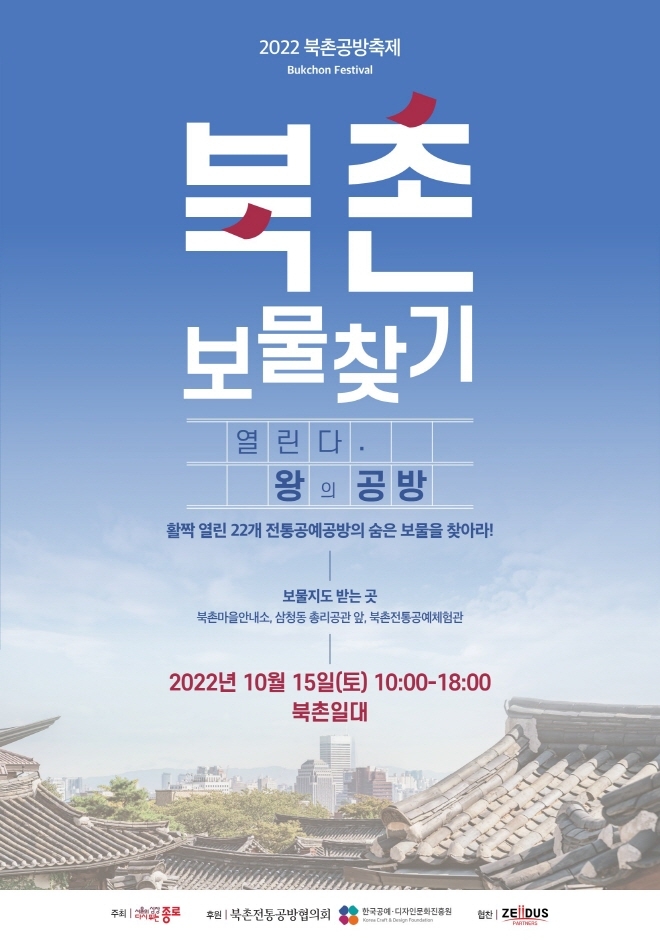 2022 북촌공방축제
Bukchon Festival
북촌
보물찾기
열린다.
왕의 공방
활짝 열린 22개 전통공예공방의 숨은 보물을 찾아라!
보물지도 받는 곳
북촌마을안내소, 삼청동 총리공관 앞, 북촌전통공예체험관
2022년 10월 15일(토) 10:00-18:00
북촌일대
주최 | 종로 후원 | 북촌전통공방협의회 한국공예·디자인문화진흥원 협찬 | ZEIIDUS
Korea Craft & Design Foundation PARTNERS